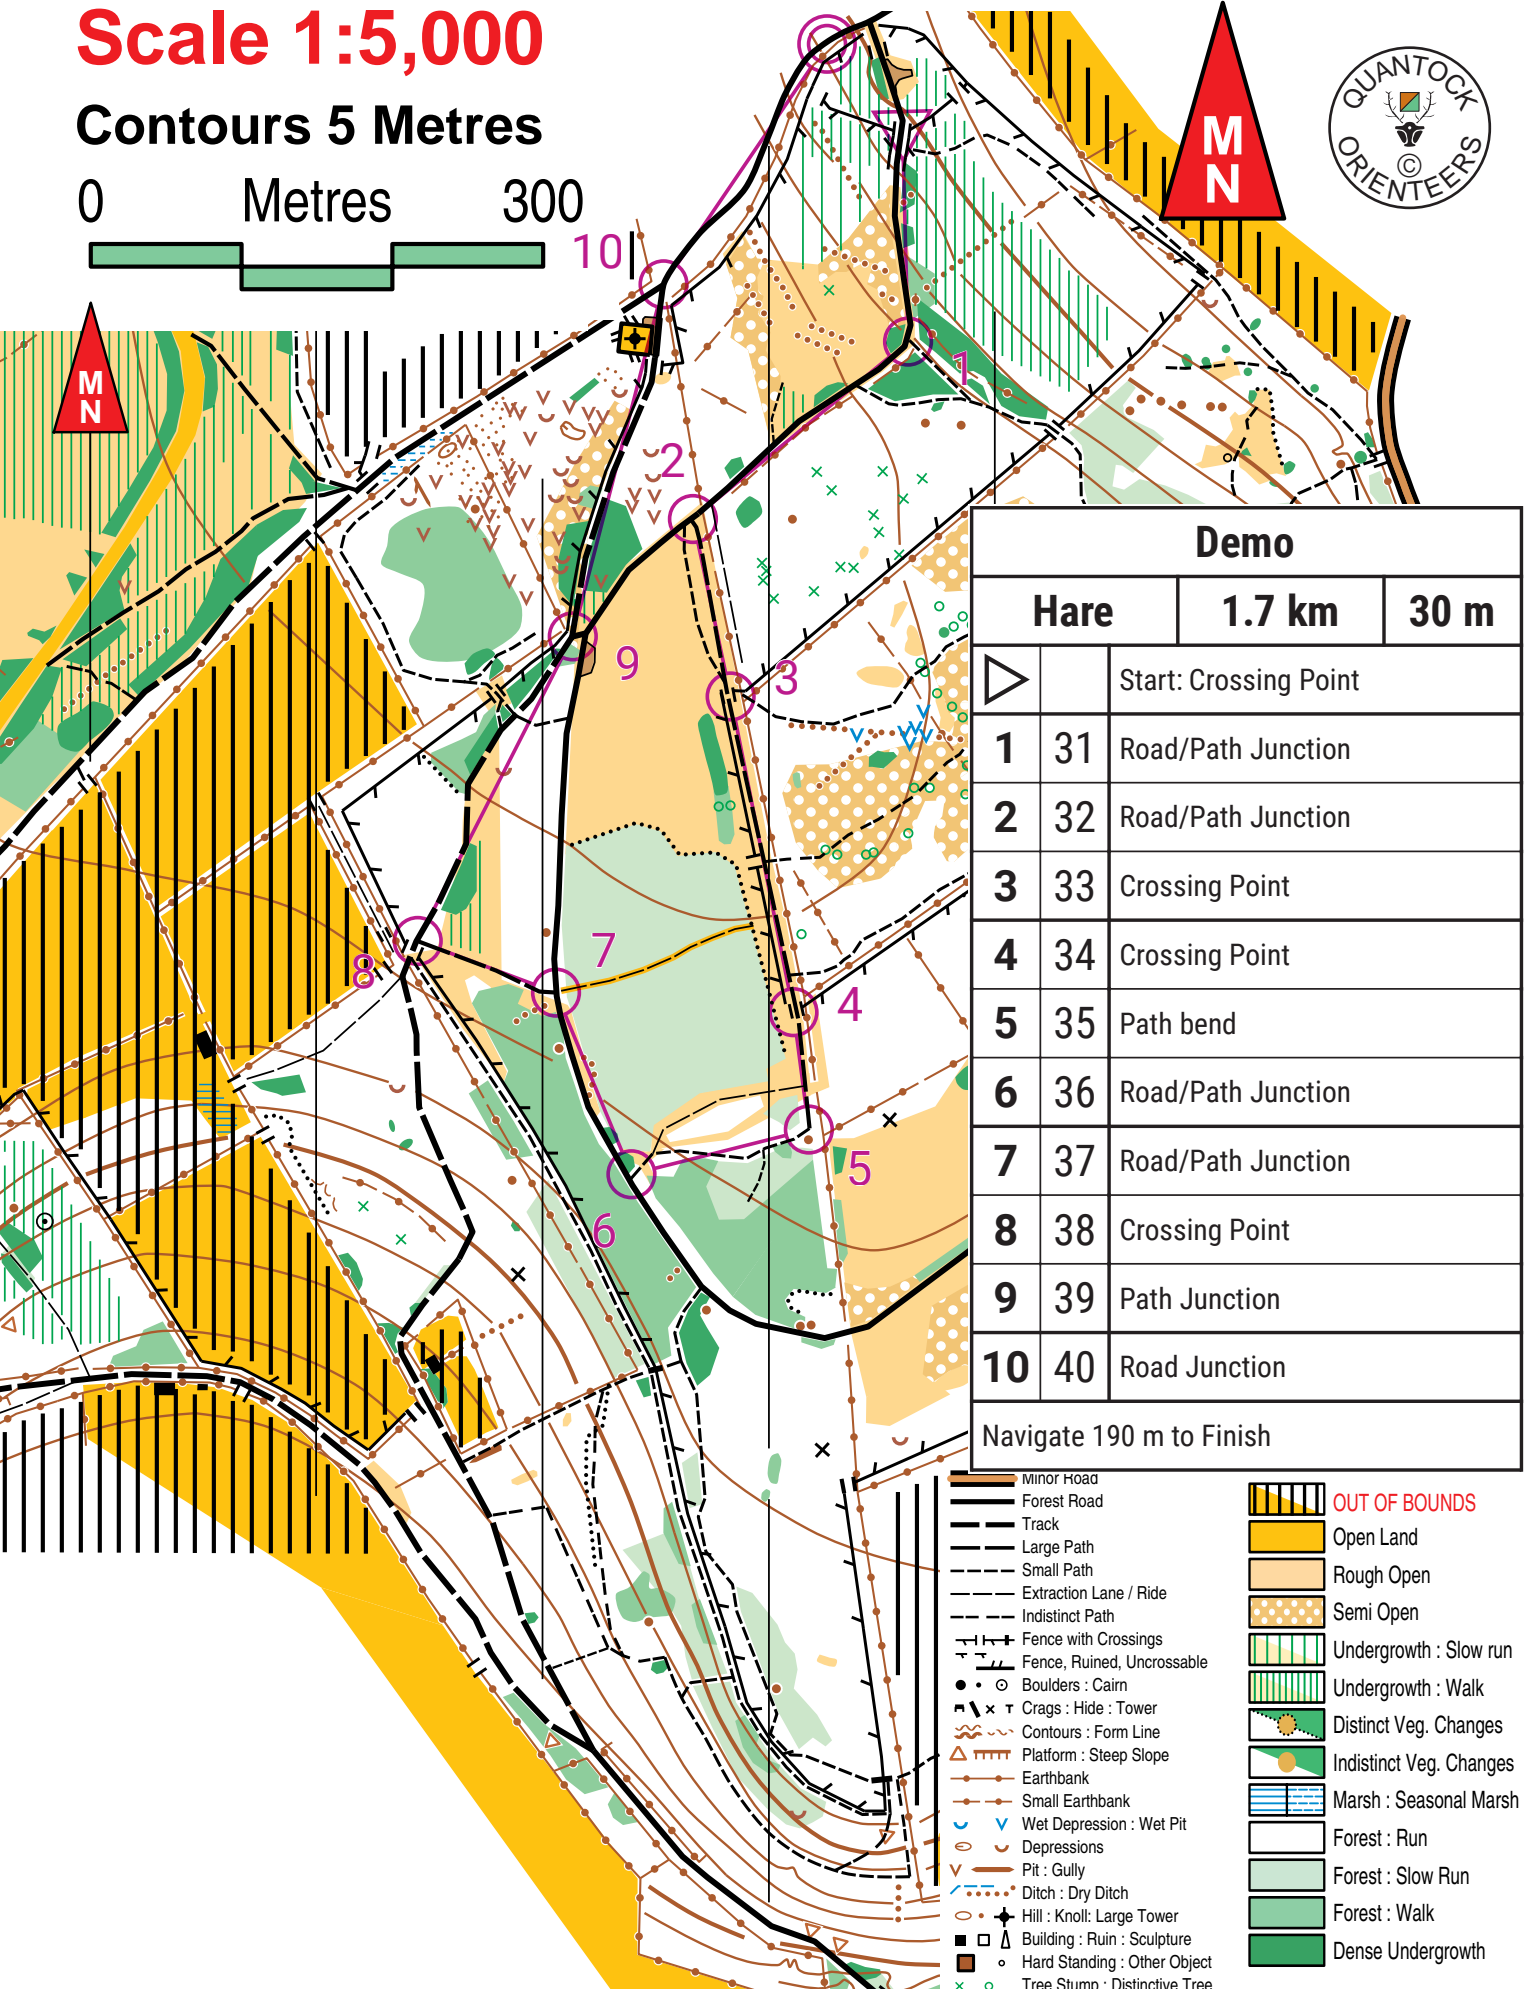 Scale 1:5,000
Contours 5 Metres
0 Metres 300
M
N
M
N
QUANTOCK
ORIENTEERS
©
10
1
2
3
9
7
8
4
5
6
Demo
Hare 1.7 km 30 m
Start: Crossing Point
1 31 Road/Path Junction
2 32 Road/Path Junction
3 33 Crossing Point
4 34 Crossing Point
5 35 Path bend
6 36 Road/Path Junction
7 37 Road/Path Junction
8 38 Crossing Point
9 39 Path Junction
10 40 Road Junction
Navigate 190 m to Finish
Minor Road
Forest Road
Track
Large Path
Small Path
Extraction Lane / Ride
Indistinct Path
Fence with Crossings
Fence, Ruined, Uncrossable
Boulders : Cairn
Crags : Hide : Tower
Contours : Form Line
Platform : Steep Slope
Earthbank
Small Earthbank
Wet Depression : Wet Pit
Depressions
Pit : Gully
Ditch : Dry Ditch
Hill : Knoll: Large Tower
Building : Ruin : Sculpture
Hard Standing : Other Object
Tree Stump : Distinctive Tree
OUT OF BOUNDS
Open Land
Rough Open
Semi Open
Undergrowth : Slow run
Undergrowth : Walk
Distinct Veg. Changes
Indistinct Veg. Changes
Marsh : Seasonal Marsh
Forest : Run
Forest : Slow Run
Forest : Walk
Dense Undergrowth